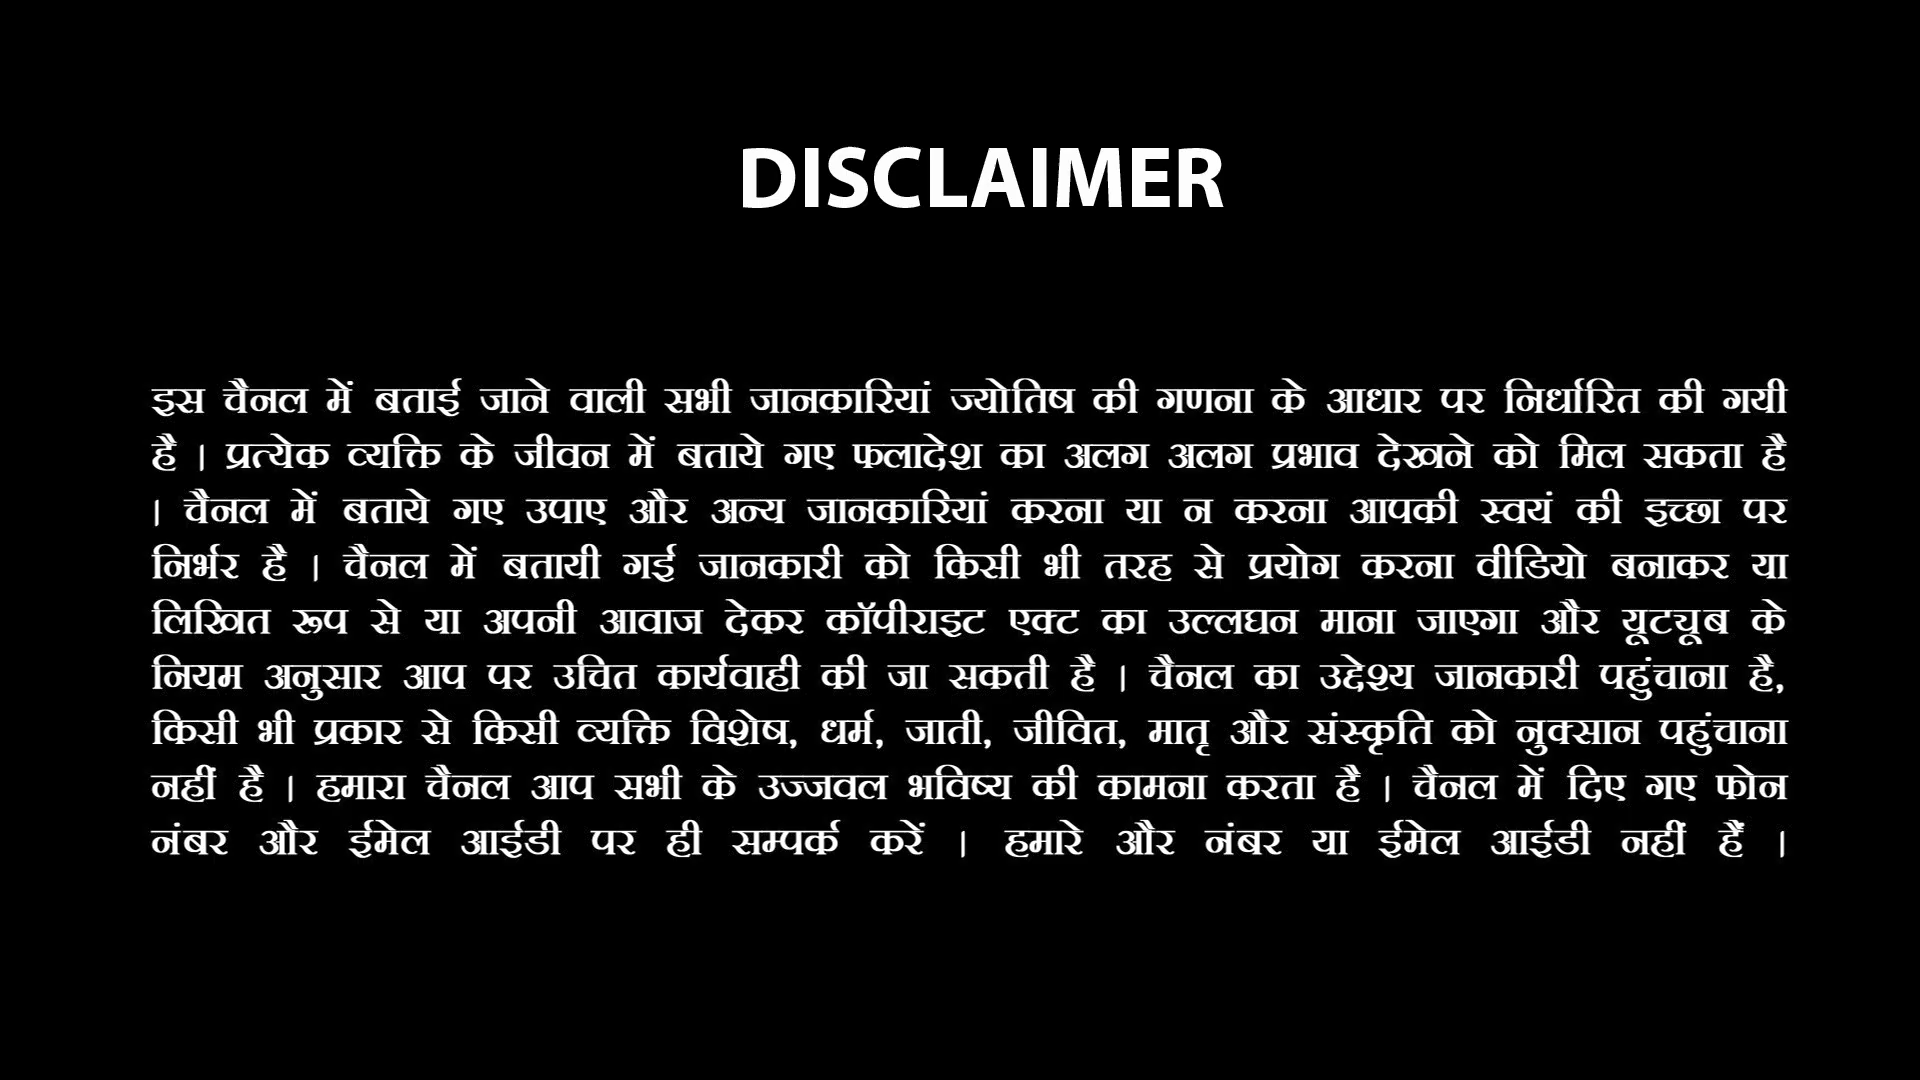 DISCLAIMER
इस चैनल में बताई जाने वाली सभी जानकारियां ज्योतिष की गणना के आधार पर निर्धारित की गयी
है । प्रत्येक व्यक्ति के जीवन में बताये गए फलादेश का अलग अलग प्रभाव देखने को मिल सकता है
। चैनल में बताये गए उपाए और अन्य जानकारियां करना या न करना आपकी स्वयं की इच्छा पर
निर्भर है । चैनल में बतायी गई जानकारी को किसी भी तरह से प्रयोग करना वीडियो बनाकर या
लिखित रूप से या अपनी आवाज देकर कॉपीराइट एक्ट का उल्लघन माना जाएगा और यूट्यूब के
नियम अनुसार आप पर उचित कार्यवाही की जा सकती है । चैनल का उद्देश्य जानकारी पहुंचाना है,
किसी भी प्रकार से किसी व्यक्ति विशेष, धर्म, जाती, जीवित, मातृ और संस्कृति को नुक्सान पहुंचाना
नहीं है । हमारा चैनल आप सभी के उज्जवल भविष्य की कामना करता है । चैनल में दिए गए फोन
नंबर और ईमेल आईडी पर ही सम्पर्क करें । हमारे और नंबर या ईमेल आईडी नहीं हैं ।